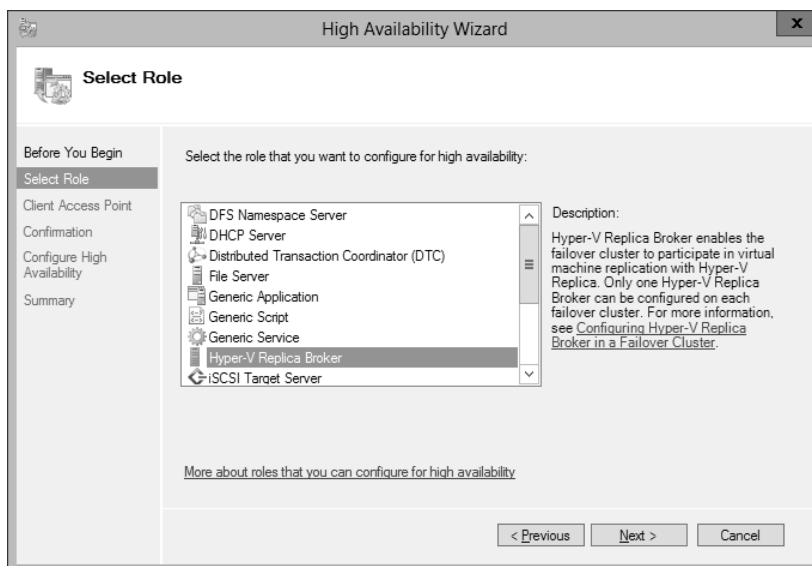 High Availability Wizard
x
Select Role
Before You Begin
Select Role
Client Access Point
Confirmation
Configure High
Availability
Summary
Select the role that you want to configure for high availability:
DFS Namespace Server
DHCP Server
Distributed Transaction Coordinator (DTC)
File Server
Generic Application
Generic Script
Generic Service
Hyper-V Replica Broker
iSCSI Target Server
Description:
Hyper-V Replica Broker enables the
failover cluster to participate in virtual
machine replication with Hyper-V
Replica. Only one Hyper-V Replica
Broker can be configured on each
failover cluster. For more information,
see Configuring Hyper-V Replica
Broker in a Failover Cluster.
More about roles that you can configure for high availability
< Previous
Next >
Cancel